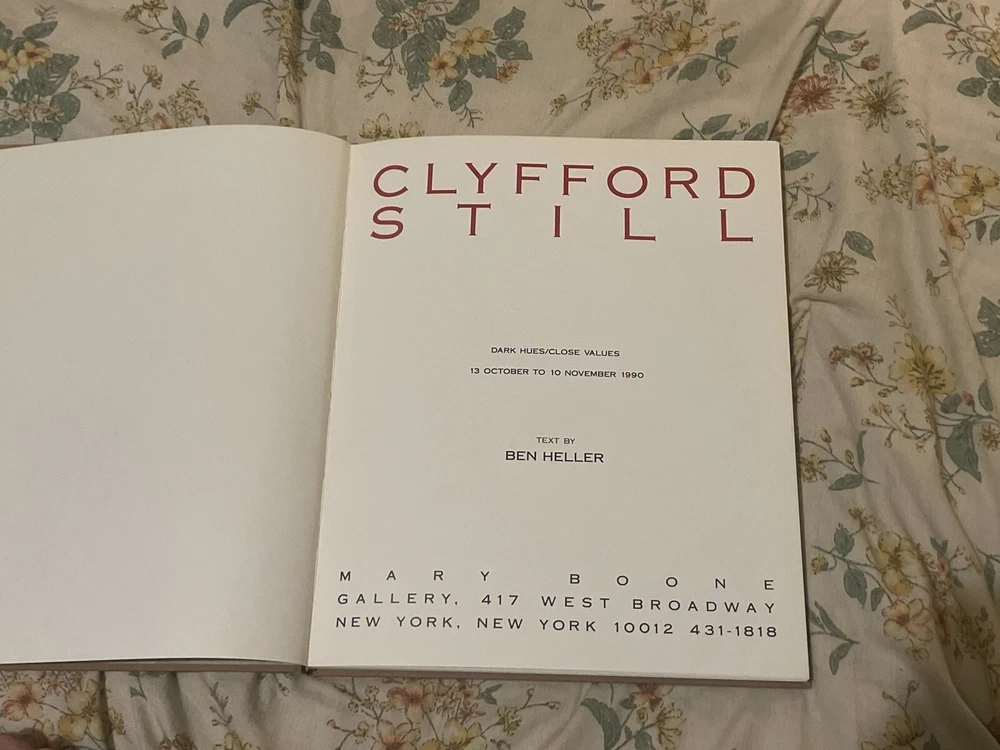 CLYFFORD
STILL
DARK HUES/CLOSE VALUES
13 OCTOBER TO 10 NOVEMBER 1990
TEXT BY
BEN HELLER
MARY BOONE
GALLERY, 417 WEST BROADWAY
NEW YORK, NEW YORK 10012 431-1818